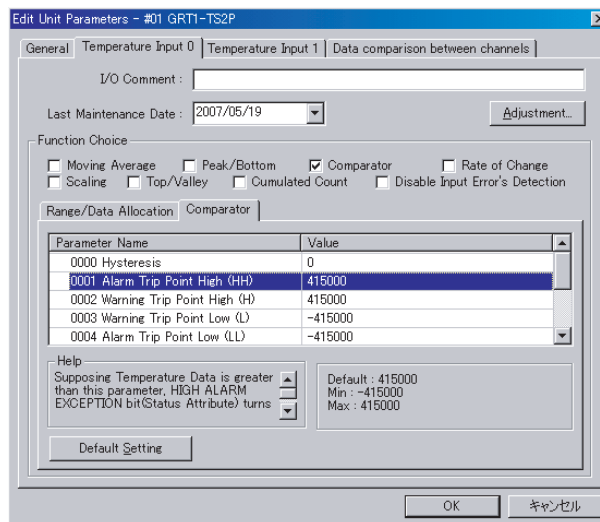 Edit Unit Parameters - #01 GRT1-TS2P
General Temperature Input 0 Temperature Input 1 Data comparison between channels
I/O Comment :
Last Maintenance Date : 2007/05/19 Adjustment...
Function Choice
Moving Average Peak/Bottom Comparator Rate of Change
Scaling Top/Valley Cumulated Count Disable Input Error's Detection
Range/Data Allocation Comparator
Parameter Name Value
0000 Hysteresis 0
0001 Alarm Trip Point High (HH) 415000
0002 Warning Trip Point High (H) 415000
0003 Warning Trip Point Low (L) -415000
0004 Alarm Trip Point Low (LL) -415000
Help
Supposing Temperature Data is greater
than this parameter, HIGH ALARM
EXCEPTION bit(Status Attribute) turns
Default : 415000
Min : -415000
Max : 415000
Default Setting
OK キャンセル